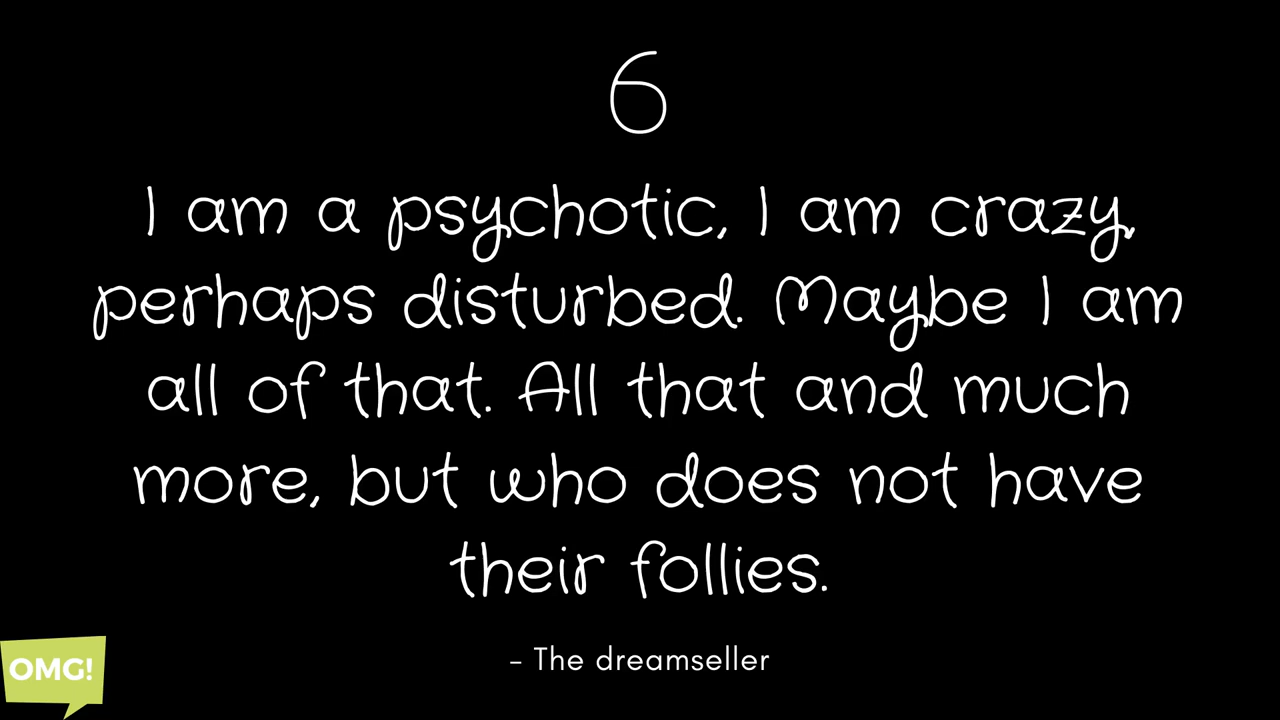 6
I am a psychotic, I am crazy,
perhaps disturbed. Maybe I am
all of that. All that and much
more, but who does not have
their follies.
- The dreamseller
OMG!